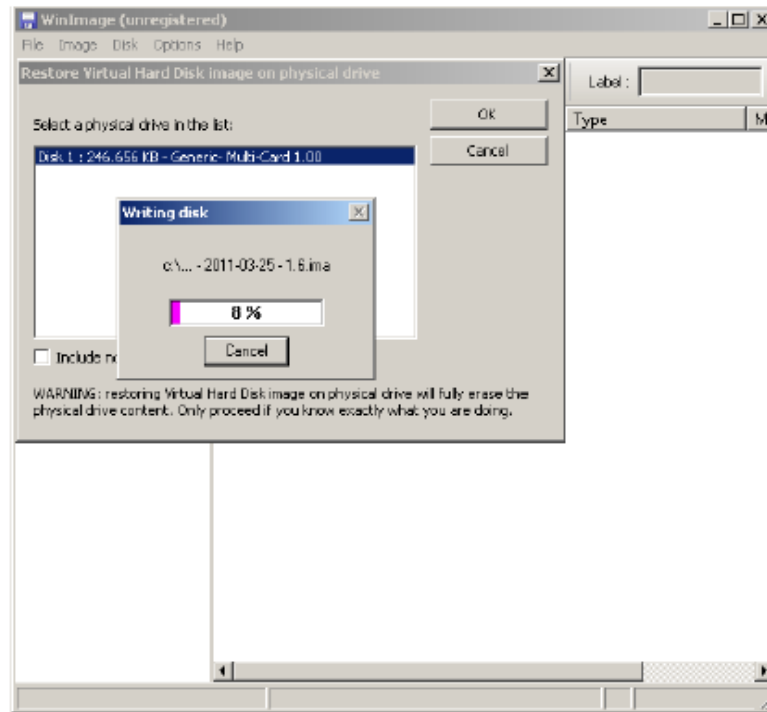 WinImage (unregistered)
File Image Disk Options Help
Restore Virtual Hard Disk image on physical drive
Label :
Select a physical drive in the list:
OK
Type
M
Disk 1 : 246.656 KB - Generic- Multi-Card 1.00
Cancel
Writing disk
c:\... - 2011-03-25 - 1.6.ima
8 %
Cancel
Include
WARNING: restoring Virtual Hard Disk image on physical drive will fully erase the
physical drive content. Only proceed if you know exactly what you are doing.